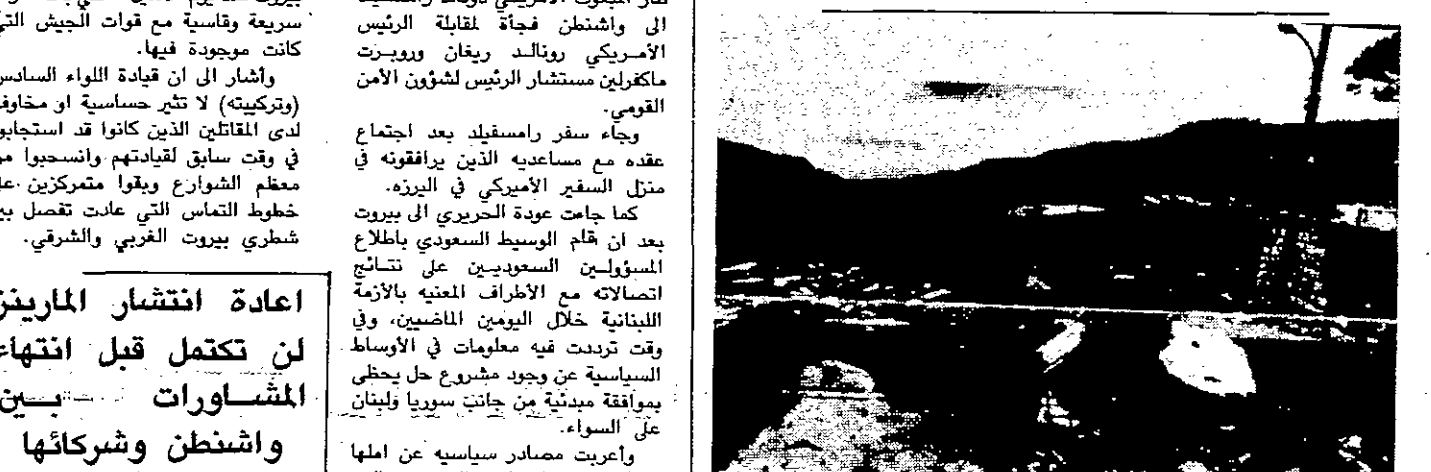 الى واشنطن فجأة لمقابلة الرئيس
الأمريكي رونالد ريغان وروبرت
ماكفرلين مستشار الرئيس لشؤون الأمن
القومي.
وجاء سفر رامسفيلد بعد اجتماع
عقده مع مساعديه الذين يرافقونه في
منزل السفير الأميركي في اليرزه.
كما جاءت عودة الحريري الى بيروت
بعد ان قام الوسيط السعودي باطلاع
المسؤولين السعوديين على نتائج
اتصالاته مع الأطراف المعنيه بالأزمة
اللبنانية خلال اليومين الماضيين، وفي
وقت ترددت فيه معلومات في الأوساط
السياسية عن وجود مشروع حل يحظى
بموافقة مبدئية من جانب سوريا ولبنان
على السواء.
وأعربت مصادر سياسيه عن املها
سريعة وقاسية مع قوات الجيش التي
كانت موجودة فيها.
وأشار الى ان قيادة اللواء السادس
(وتركيبته) لا تثير حساسية او مخاوف
لدى المقاتلين الذين كانوا قد استجابو
في وقت سابق لقيادتهم وانسحبوا من
معظم الشوارع وبقوا متمركزين على
خطوط التماس التي عادت تفصل بين
شطري بيروت الغربي والشرقي.
اعادة انتشار المارينز
لن تكتمل قبل انتهاء
المشاورات بين
واشنطن وشركائها